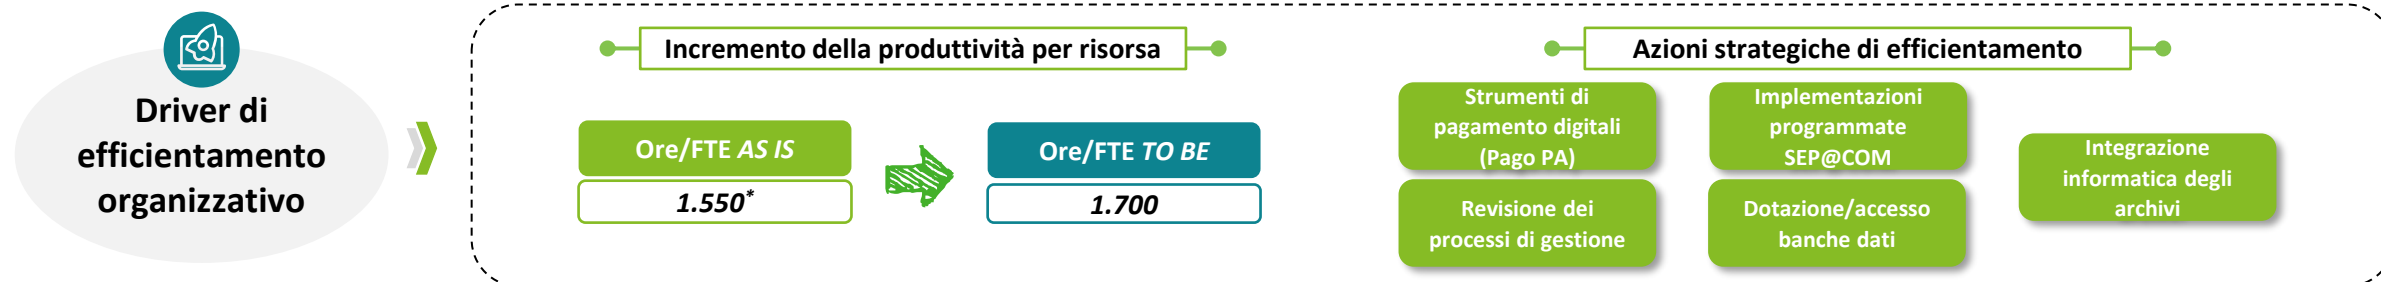 Driver di
efficientamento
organizzativo
Incremento della produttività per risorsa
Ore/FTE AS IS
1.550*
Ore/FTE TO BE
1.700
Azioni strategiche di efficientamento
Strumenti di
pagamento digitali
(Pago PA)
Implementazioni
programmate
SEP@COM
Revisione dei
processi di gestione
Dotazione/accesso
banche dati
Integrazione
informatica degli
archivi